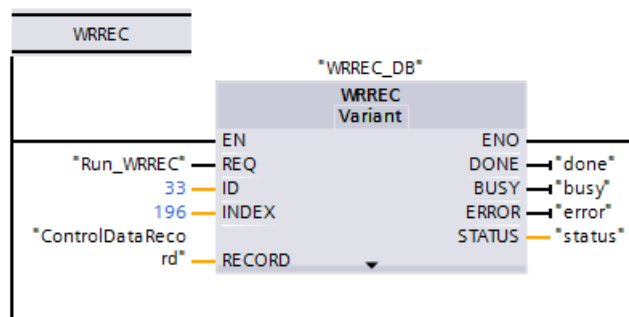 WRREC
"WRREC_DB"
WRREC
Variant
EN ENO
"Run_WRREC" REQ DONE "done"
33 ID BUSY "busy"
196 INDEX ERROR "error"
"ControlDataReco STATUS "status"
rd" RECORD